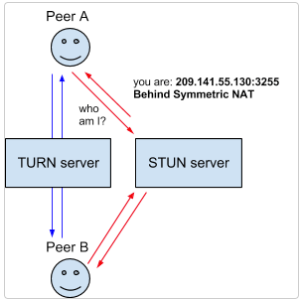 Peer A
you are: 209.141.55.130:3255
Behind Symmetric NAT
who
am I?
TURN server
STUN server
Peer B